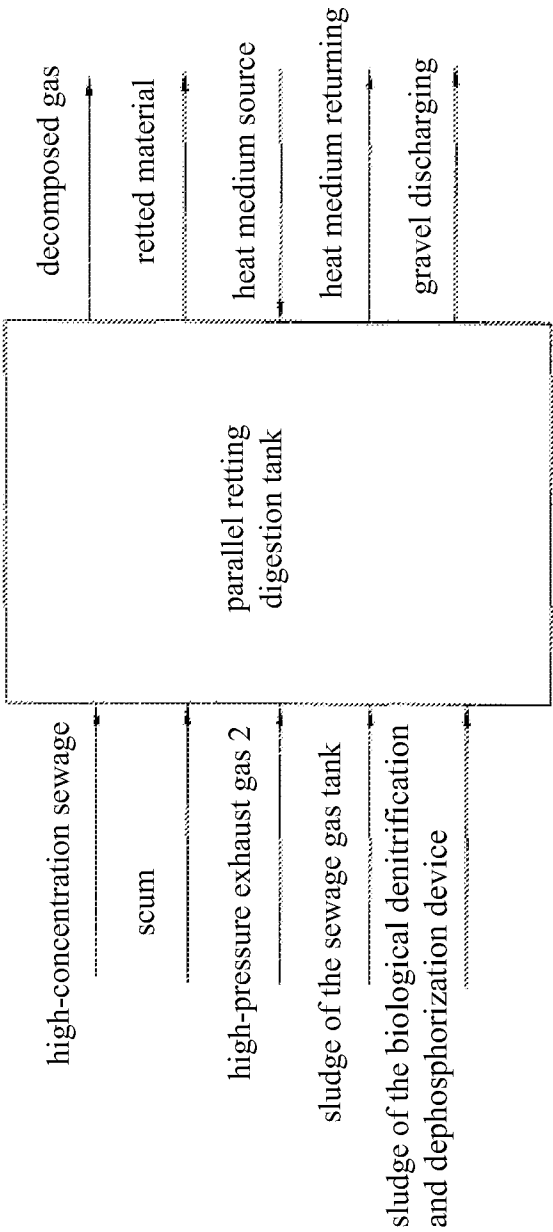 high-concentration sewage
scum
high-pressure exhaust gas 2
sludge of the sewage gas tank
sludge of the biological denitrification
and dephosphorization device
parallel retting
digestion tank
decomposed gas
retted material
heat medium source
heat medium returning
gravel discharging